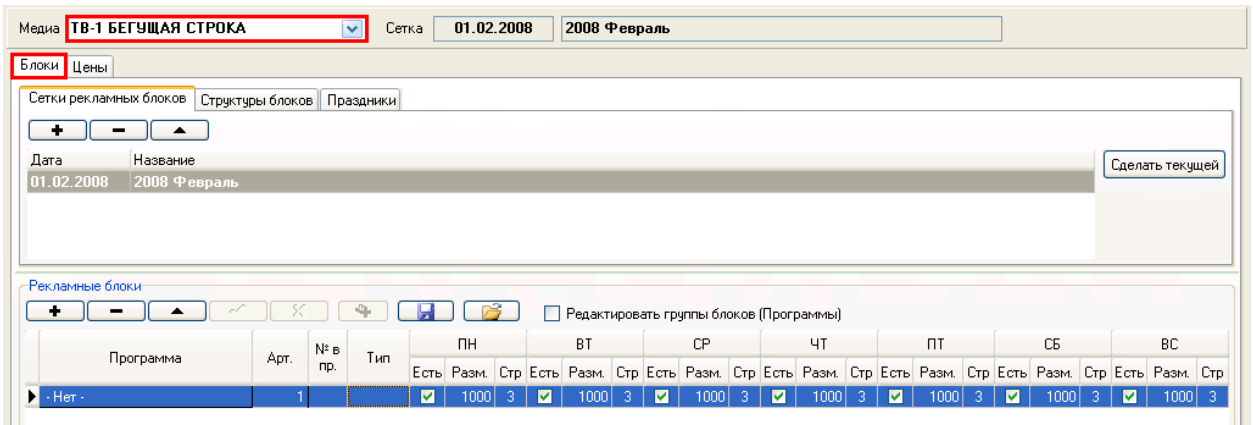 Медиа ТВ-1 БЕГУЩАЯ СТРОКА Сетка 01.02.2008 2008 Февраль
Блоки Цены
Сетки рекламных блоков Структуры блоков Праздники
Дата Название
Сделать текущей
01.02.2008 2008 Февраль
Рекламные блоки
Редактировать группы блоков (Программы)
Программа Арт. № в пр. Тип ПН ВТ СР ЧТ ПТ СБ ВС
Есть Разм. Стр Есть Разм. Стр Есть Разм. Стр Есть Разм. Стр Есть Разм. Стр Есть Разм. Стр Есть Разм. Стр
- Нет - 1 1000 3 1000 3 1000 3 1000 3 1000 3 1000 3 1000 3